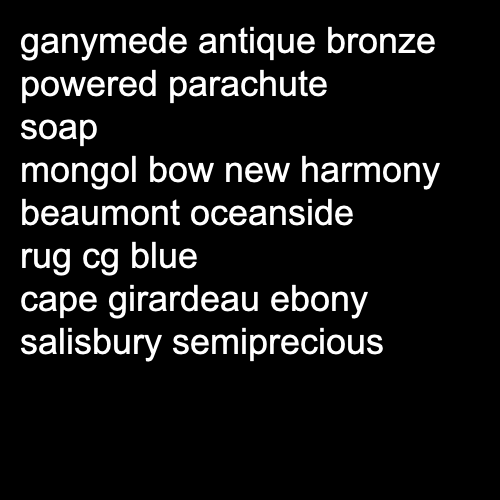 ganymede antique bronze
powered parachute
soap
mongol bow new harmony
beaumont oceanside
rug cg blue
cape girardeau ebony
salisbury semiprecious